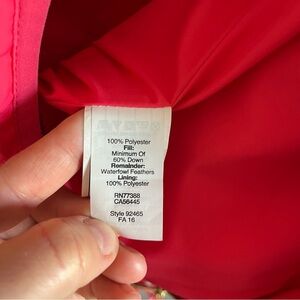 100% Polyester
Fill:
Minimum Of
60% Down
Remainder:
Waterfowl Feathers
Lining:
100% Polyester
RN77388
CA56445
Style 92465
FA 16